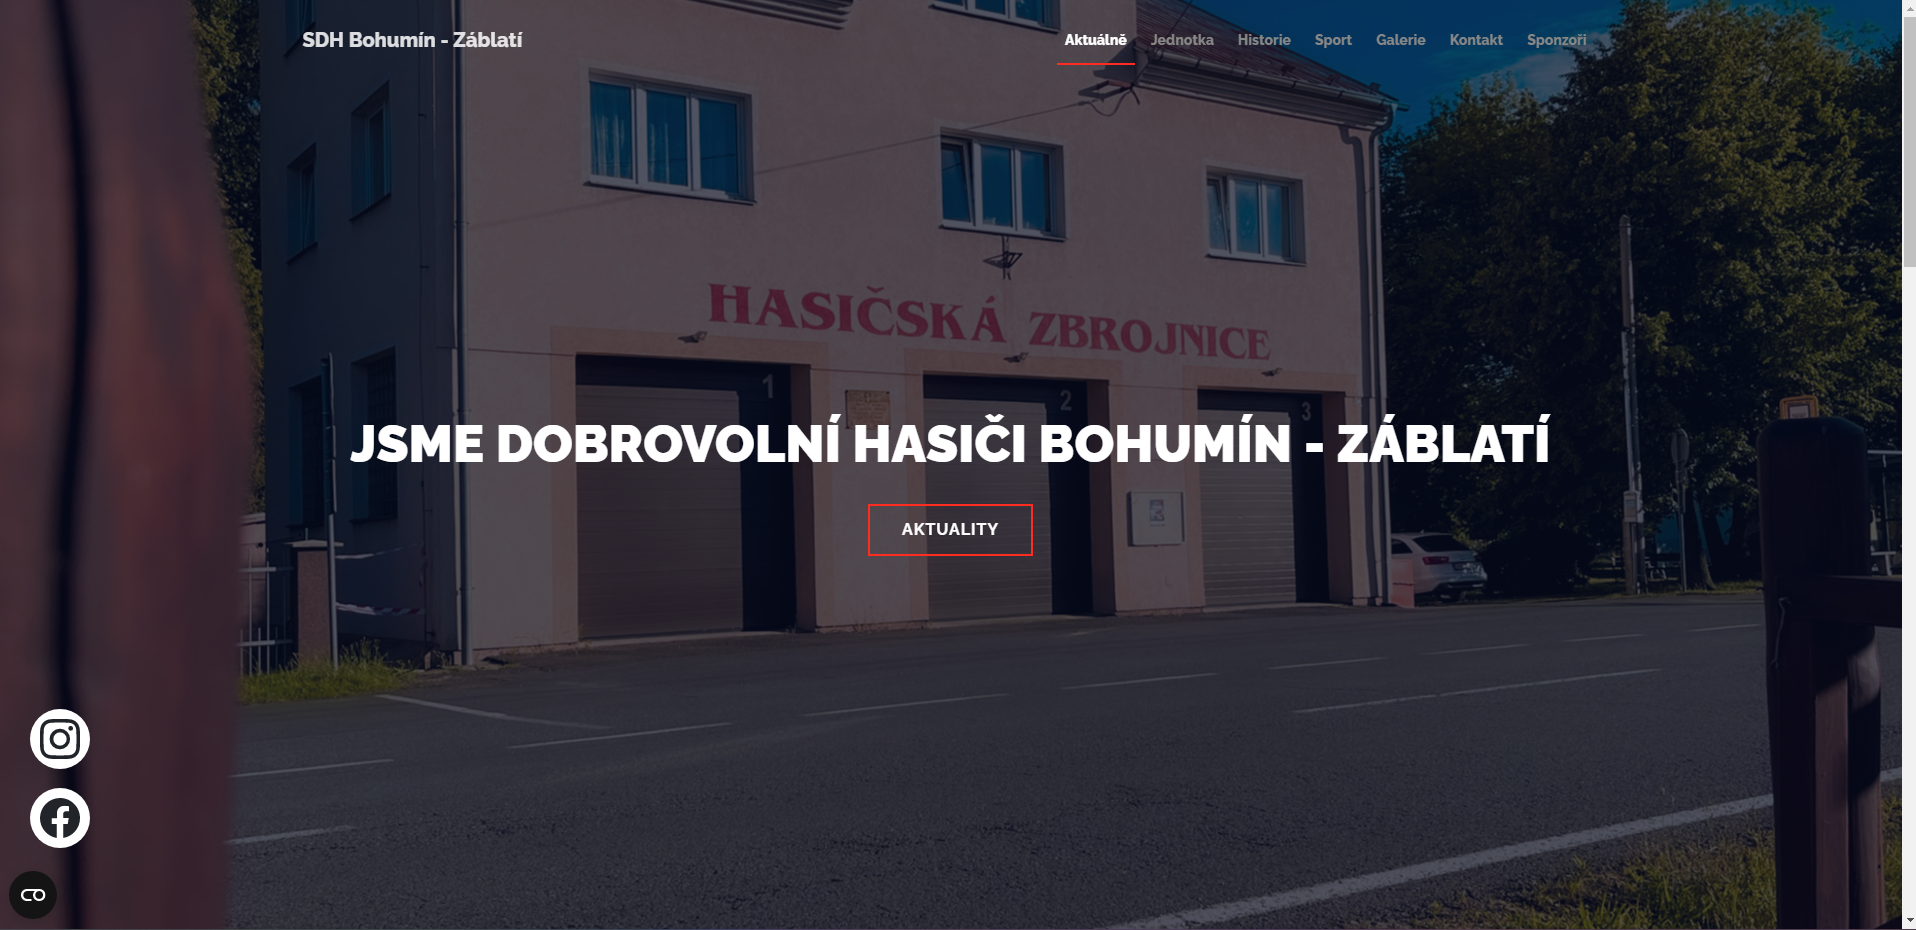 SDH Bohumín - Záblatí
Aktuálně Jednotka Historie Sport Galerie Kontakt Sponzoři
HASIČSKÁ ZBROJNICE
1 2 3
JSME DOBROVOLNÍ HASIČI BOHUMÍN - ZÁBLATÍ
AKTUALITY